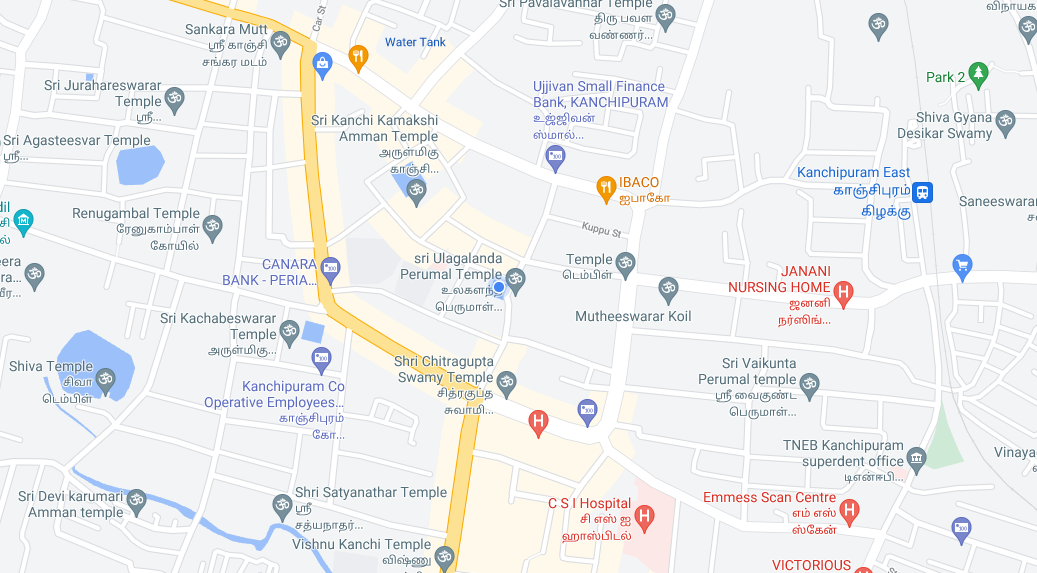 Sri Pavalavannar Temple
திரு பவள
வண்ணர்...
விநாயக
Car St
Sankara Mutt
ஸ்ரீ காஞ்சி
சங்கர மடம்
Water Tank
Park 2
Sri Jurahareswarar
Temple
ஸ்ரீ...
Ujjivan Small Finance
Bank, KANCHIPURAM
உஜ்ஜிவன்
ஸ்மால்...
Shiva Gyana
Desikar Swamy
Sri Kanchi Kamakshi
Amman Temple
அருள்மிகு
காஞ்சி...
Sri Agasteesvar Temple
ஸ்ரீ...
IBACO
ஐபாகோ
Kanchipuram East
காஞ்சிபுரம்
கிழக்கு
Saneeswaran
Renugambal Temple
ரேனுகாம்பாள்
கோயில்
Kuppu St
sri Ulagalanda
Perumal Temple
உலகளந்
பெருமாள்...
Temple
டெம்பிள்
CANARA
BANK - PERIA...
JANANI
NURSING HOME
ஜனனி
நர்ஸிங்...
Mutheeswarar Koil
Sri Kachabeswarar
Temple
அருள்மிகு...
Shiva Temple
சிவா
டெம்பிள்
Shri Chitragupta
Swamy Temple
சித்ரகுப்த
சுவாமி...
Sri Vaikunta
Perumal temple
ஸ்ரீ வைகுண்ட
பெருமாள்...
Kanchipuram Co
Operative Employees...
காஞ்சிபுரம்
கோ...
TNEB Kanchipuram
superdent office
டிஎன்ஈபி...
Vinaya
Sri Devi karumari
Amman temple
Shri Satyanathar Temple
ஸ்ரீ
சத்யநாதர்...
C S I Hospital
சி எஸ் ஐ
ஹாஸ்பிடல்
Emmess Scan Centre
எம் எஸ்
ஸ்கேன்
Vishnu Kanchi Temple
விஷ்ணு
VICTORIOUS